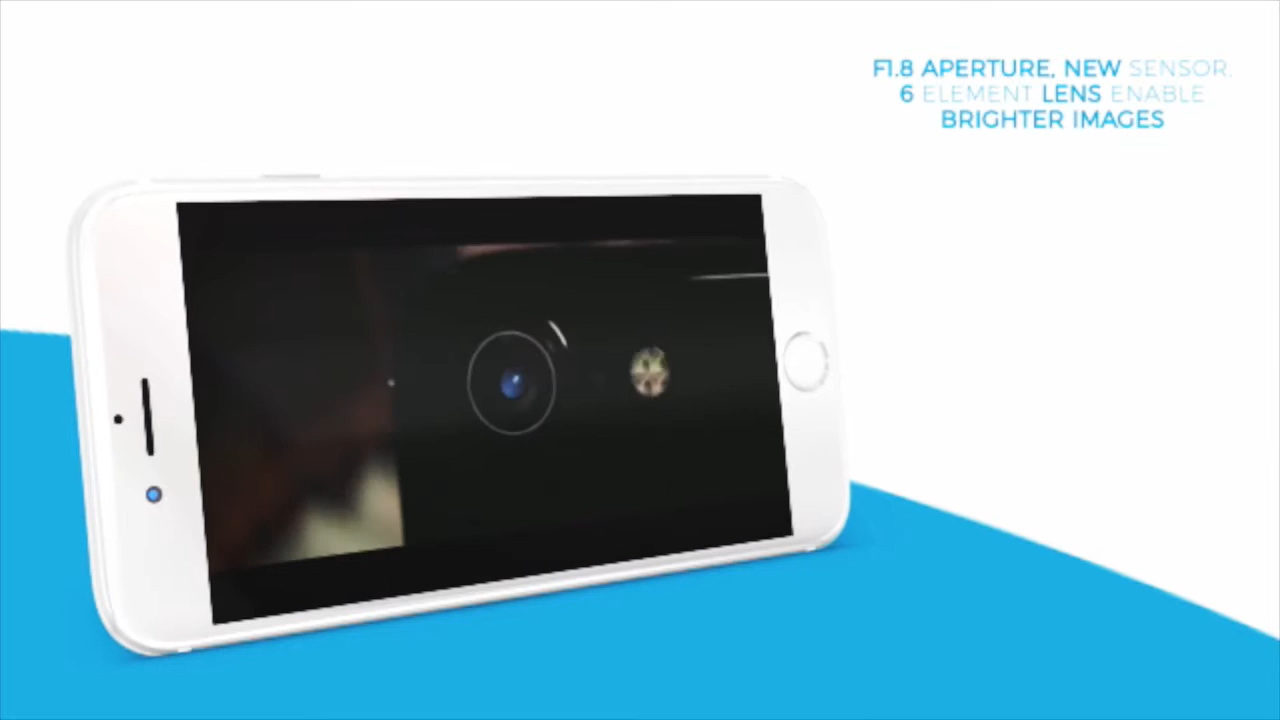 F1.8 APERTURE, NEW SENSOR,
6 ELEMENT LENS ENABLE
BRIGHTER IMAGES